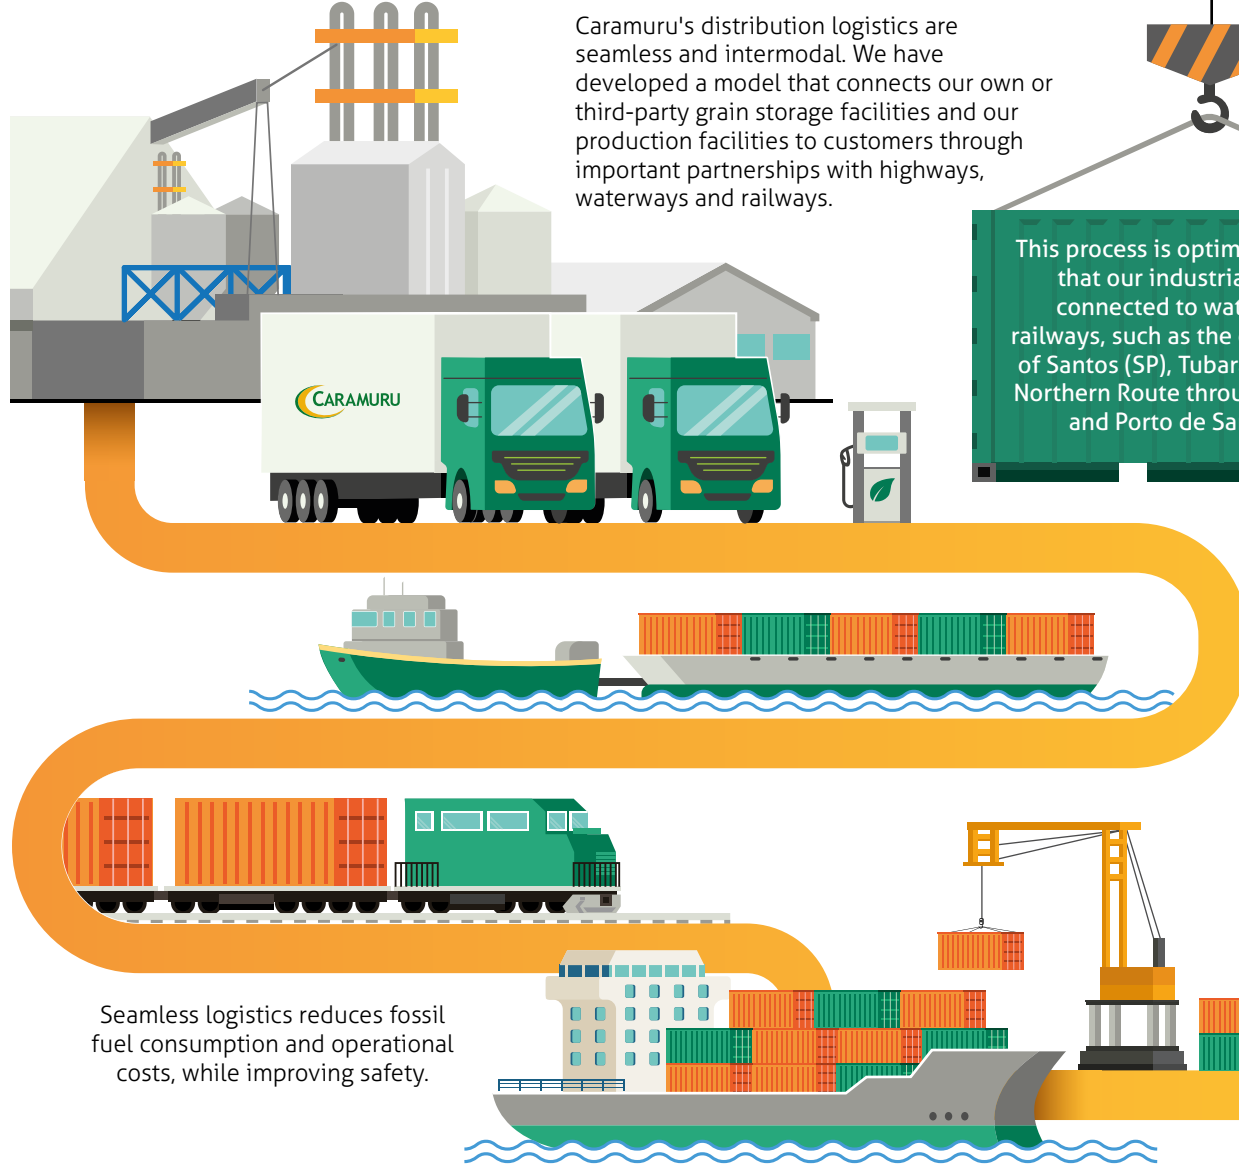 Caramuru's distribution logistics are
seamless and intermodal. We have
developed a model that connects our own or
third-party grain storage facilities and our
production facilities to customers through
important partnerships with highways,
waterways and railways.
This process is optim
that our industria
connected to wat
railways, such as the
of Santos (SP), Tubar
Northern Route throu
and Porto de Sa
CARAMURU
Seamless logistics reduces fossil
fuel consumption and operational
costs, while improving safety.